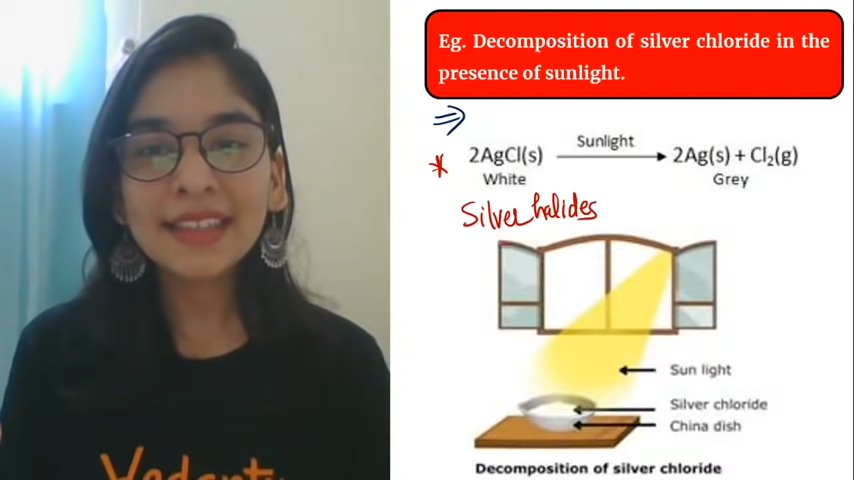 Eg. Decomposition of silver chloride in the
presence of sunlight.
⇒
* 2AgCl(s) Sunlight → 2Ag(s) + Cl₂(g)
White Grey
Silver halides
Sun light
Silver chloride
China dish
Decomposition of silver chloride